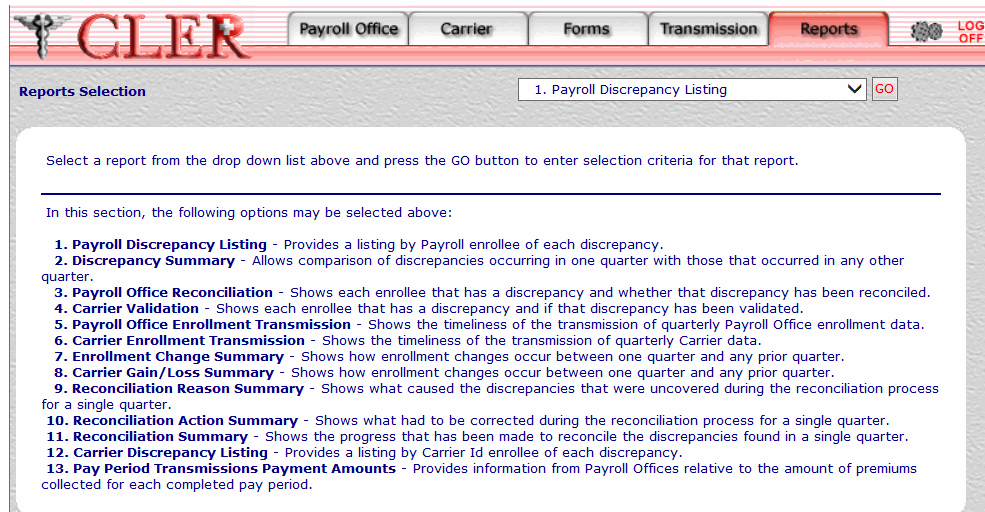 CLER
Payroll Office
Carrier
Forms
Transmission
Reports
LOG
OFF
Reports Selection
1. Payroll Discrepancy Listing
GO
Select a report from the drop down list above and press the GO button to enter selection criteria for that report.
In this section, the following options may be selected above:
1. Payroll Discrepancy Listing - Provides a listing by Payroll enrollee of each discrepancy.
2. Discrepancy Summary - Allows comparison of discrepancies occurring in one quarter with those that occurred in any other
quarter.
3. Payroll Office Reconciliation - Shows each enrollee that has a discrepancy and whether that discrepancy has been reconciled.
4. Carrier Validation - Shows each enrollee that has a discrepancy and if that discrepancy has been validated.
5. Payroll Office Enrollment Transmission - Shows the timeliness of the transmission of quarterly Payroll Office enrollment data.
6. Carrier Enrollment Transmission - Shows the timeliness of the transmission of quarterly Carrier data.
7. Enrollment Change Summary - Shows how enrollment changes occur between one quarter and any prior quarter.
8. Carrier Gain/Loss Summary - Shows how enrollment changes occur between one quarter and any prior quarter.
9. Reconciliation Reason Summary - Shows what caused the discrepancies that were uncovered during the reconciliation process
for a single quarter.
10. Reconciliation Action Summary - Shows what had to be corrected during the reconciliation process for a single quarter.
11. Reconciliation Summary - Shows the progress that has been made to reconcile the discrepancies found in a single quarter.
12. Carrier Discrepancy Listing - Provides a listing by Carrier Id enrollee of each discrepancy.
13. Pay Period Transmissions Payment Amounts - Provides information from Payroll Offices relative to the amount of premiums
collected for each completed pay period.